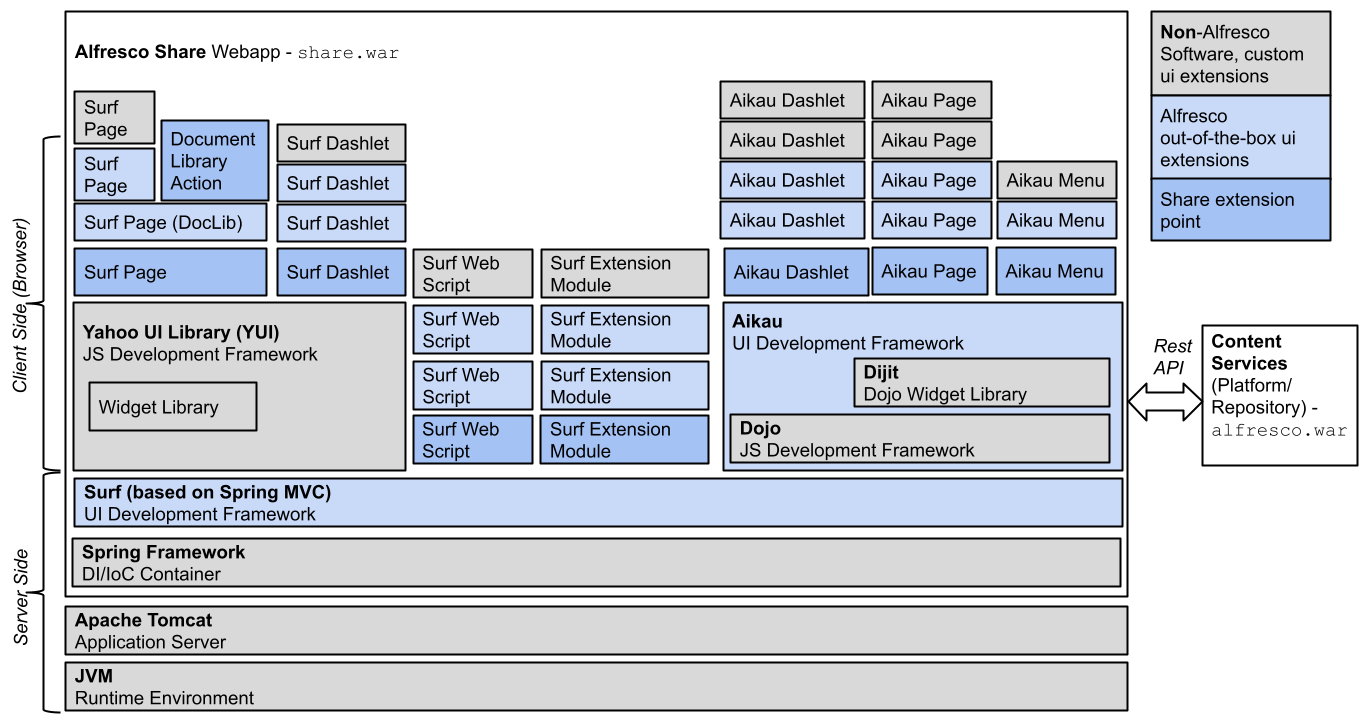 Alfresco Share Webapp - share.war
Surf
Page
Surf
Page
Document
Library
Action
Surf Page (DocLib)
Surf Page
Surf Dashlet
Surf Dashlet
Surf Dashlet
Surf Dashlet
Surf Web
Script
Surf Extension
Module
Surf Web
Script
Surf Extension
Module
Surf Web
Script
Surf Extension
Module
Surf Web
Script
Surf Extension
Module
Aikau Dashlet
Aikau Page
Aikau Dashlet
Aikau Page
Aikau Dashlet
Aikau Page
Aikau Menu
Aikau Dashlet
Aikau Page
Aikau Menu
Aikau Dashlet
Aikau Page
Aikau Menu
Yahoo UI Library (YUI)
JS Development Framework
Widget Library
Aikau
UI Development Framework
Dijit
Dojo Widget Library
Dojo
JS Development Framework
Surf (based on Spring MVC)
UI Development Framework
Spring Framework
DI/IoC Container
Apache Tomcat
Application Server
JVM
Runtime Environment
Client Side (Browser)
Server Side
Non-Alfresco
Software, custom
ui extensions
Alfresco
out-of-the-box ui
extensions
Share extension
point
Rest
API
Content
Services
(Platform/
Repository) -
alfresco.war